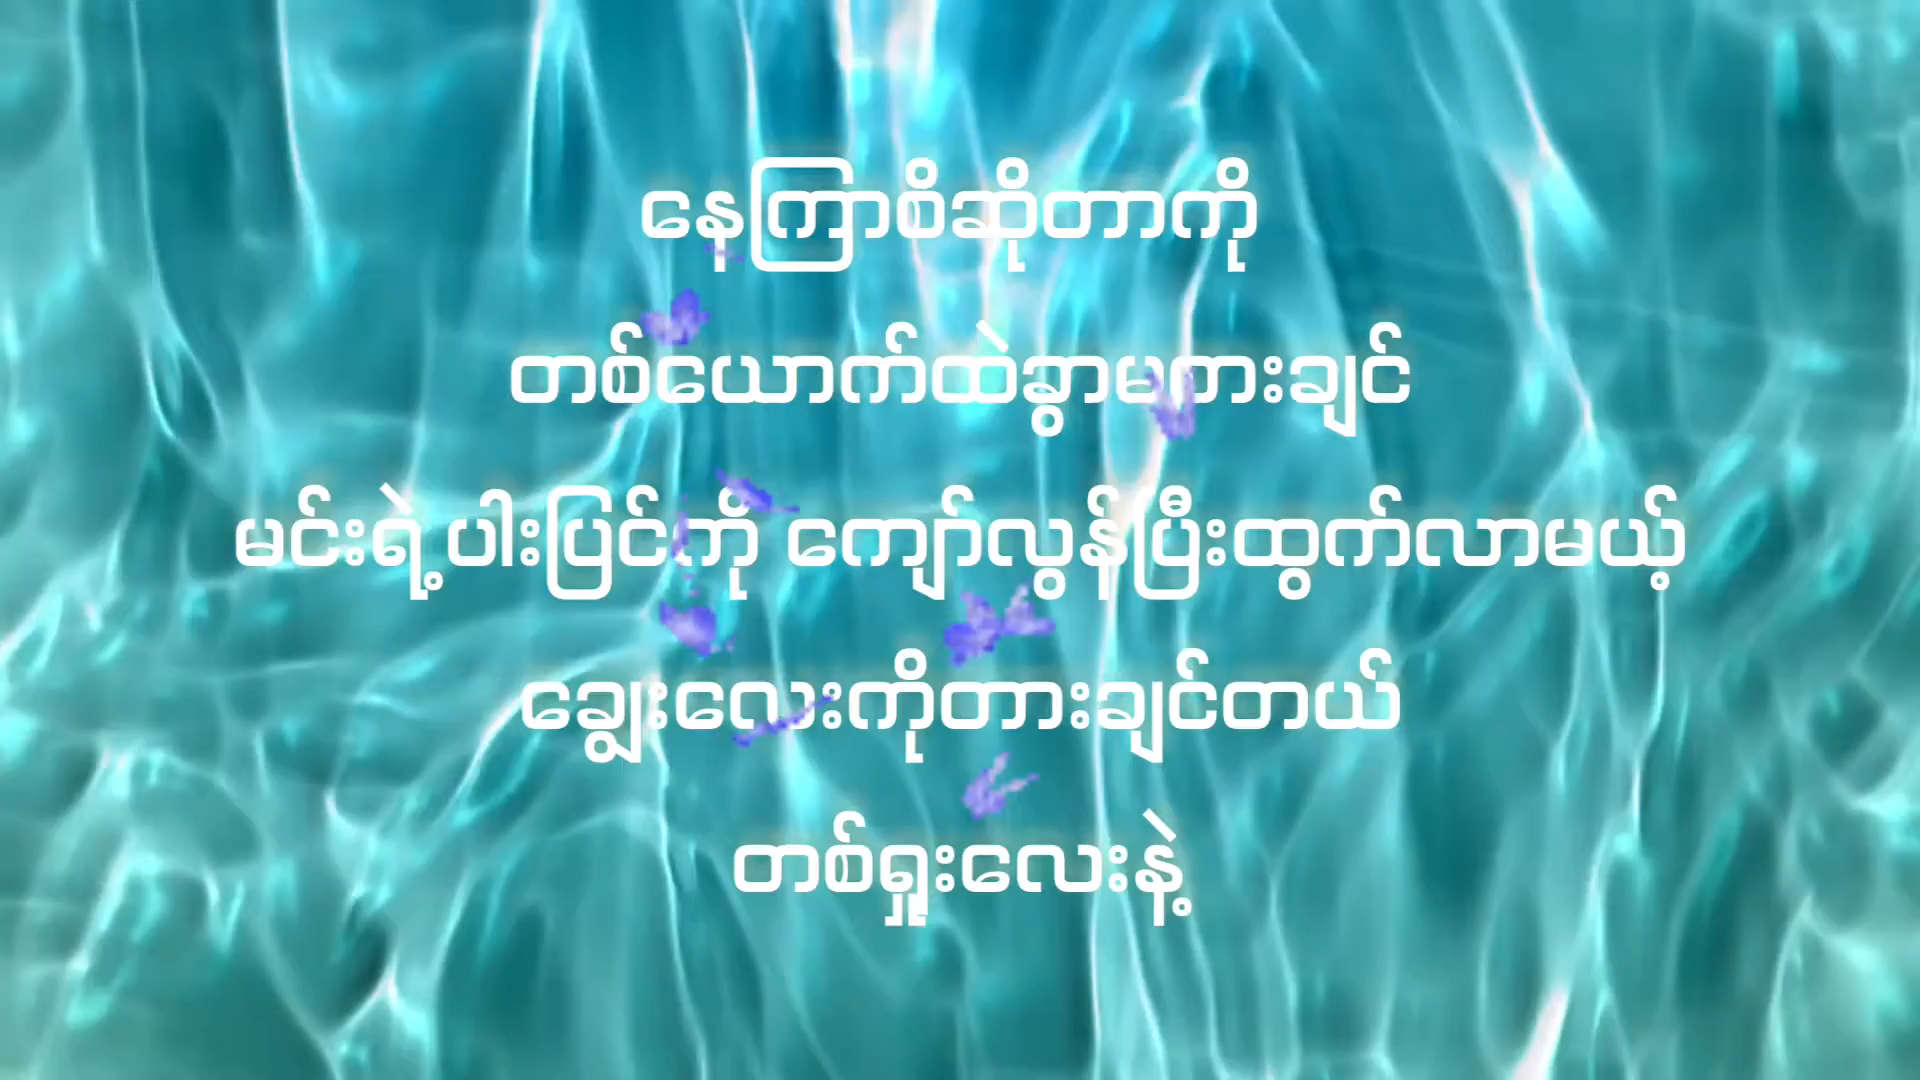 နေကြာစိဆိုတာကို
တစ်ယောက်ထဲခွာမစားချင်
မင်းရဲ့ပါးပြင်ကို ကျော်လွန်ပြီးထွက်လာမယ့်
ချွေးလေးကိုတားချင်တယ်
တစ်ရှူးလေးနဲ့